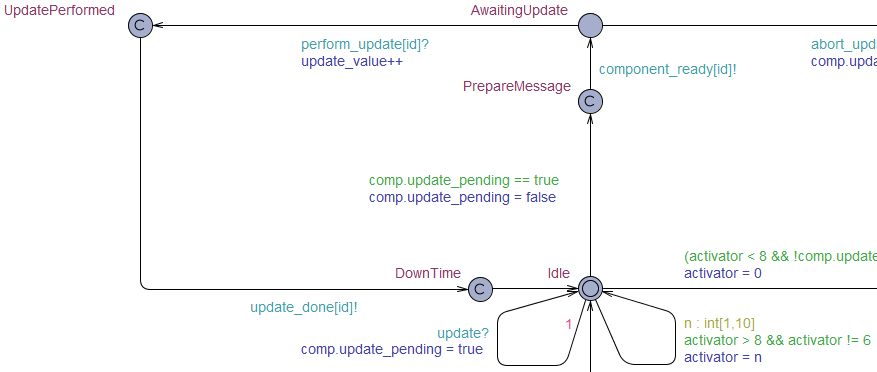 UpdatePerformed
AwaitingUpdate
C
perform_update[id]?
update_value++
abort_upd
comp.upda
component_ready[id]!
PrepareMessage
C
comp.update_pending == true
comp.update_pending = false
(activator < 8 && !comp.update
activator = 0
DownTime
Idle
C
update_done[id]!
update?
comp.update_pending = true
1
n : int[1,10]
activator > 8 && activator != 6
activator = n